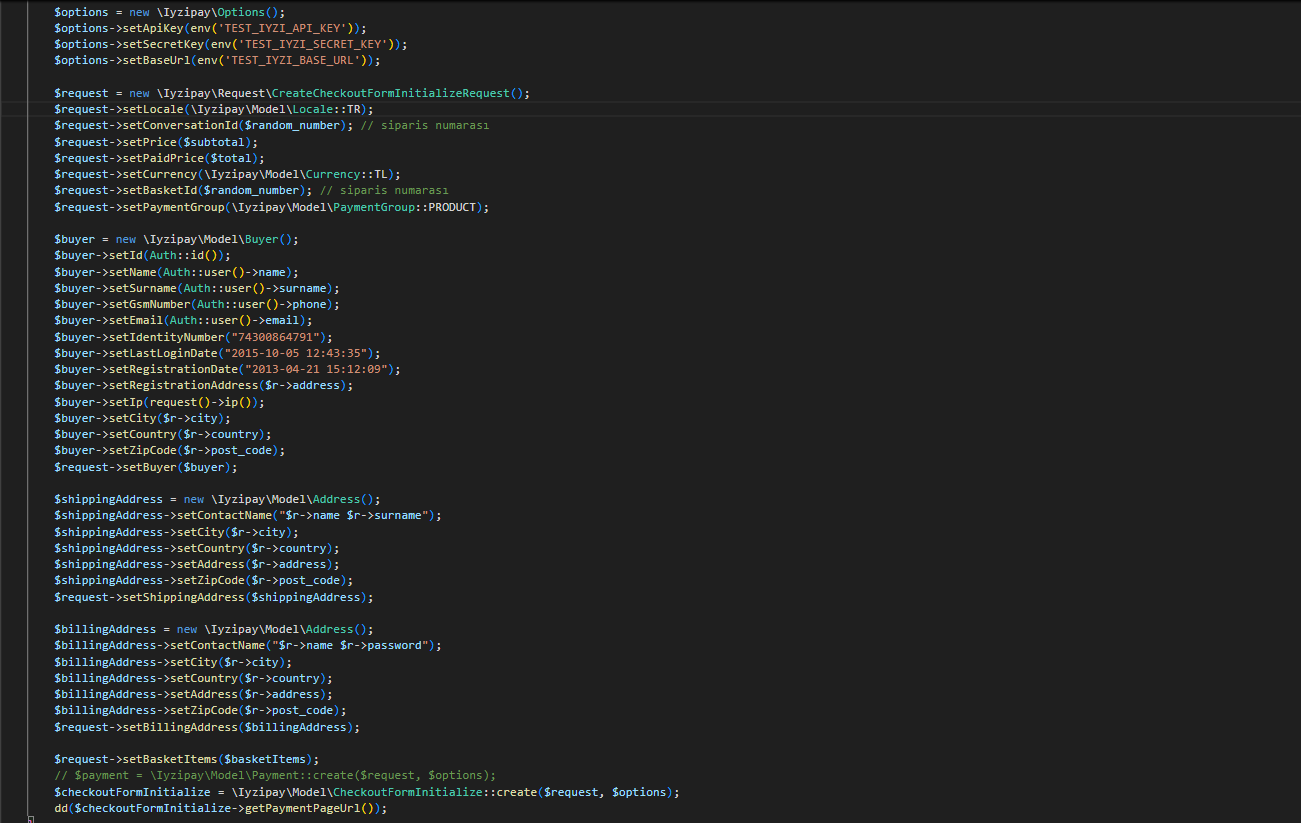 $options = new \Iyzipay\Options();
$options->setApiKey(env('TEST_IYZI_API_KEY'));
$options->setSecretKey(env('TEST_IYZI_SECRET_KEY'));
$options->setBaseUrl(env('TEST_IYZI_BASE_URL'));
$request = new \Iyzipay\Request\CreateCheckoutFormInitializeRequest();
$request->setLocale(\Iyzipay\Model\Locale::TR);
$request->setConversationId($random_number); // siparis numarası
$request->setPrice($subtotal);
$request->setPaidPrice($total);
$request->setCurrency(\Iyzipay\Model\Currency::TL);
$request->setBasketId($random_number); // siparis numarası
$request->setPaymentGroup(\Iyzipay\Model\PaymentGroup::PRODUCT);
$buyer = new \Iyzipay\Model\Buyer();
$buyer->setId(Auth::id());
$buyer->setName(Auth::user()->name);
$buyer->setSurname(Auth::user()->surname);
$buyer->setGsmNumber(Auth::user()->phone);
$buyer->setEmail(Auth::user()->email);
$buyer->setIdentityNumber("74300864791");
$buyer->setLastLoginDate("2015-10-05 12:43:35");
$buyer->setRegistrationDate("2013-04-21 15:12:09");
$buyer->setRegistrationAddress($r->address);
$buyer->setIp(request()->ip());
$buyer->setCity($r->city);
$buyer->setCountry($r->country);
$buyer->setZipCode($r->post_code);
$request->setBuyer($buyer);
$shippingAddress = new \Iyzipay\Model\Address();
$shippingAddress->setContactName("$r->name $r->surname");
$shippingAddress->setCity($r->city);
$shippingAddress->setCountry($r->country);
$shippingAddress->setAddress($r->address);
$shippingAddress->setZipCode($r->post_code);
$request->setShippingAddress($shippingAddress);
$billingAddress = new \Iyzipay\Model\Address();
$billingAddress->setContactName("$r->name $r->password");
$billingAddress->setCity($r->city);
$billingAddress->setCountry($r->country);
$billingAddress->setAddress($r->address);
$billingAddress->setZipCode($r->post_code);
$request->setBillingAddress($billingAddress);
$request->setBasketItems($basketItems);
// $payment = \Iyzipay\Model\Payment::create($request, $options);
$checkoutFormInitialize = \Iyzipay\Model\CheckoutFormInitialize::create($request, $options);
dd($checkoutFormInitialize->getPaymentPageUrl());
}